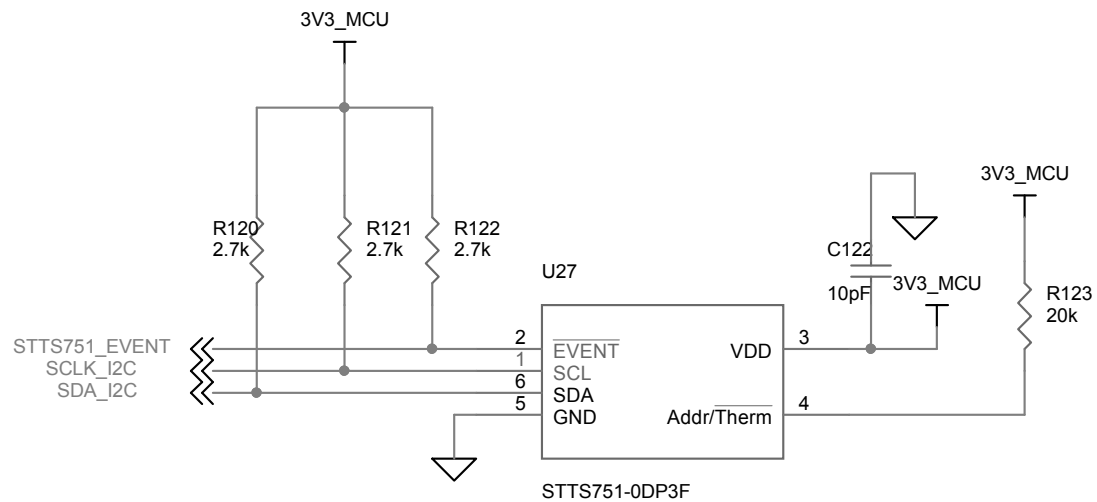 3V3_MCU
3V3_MCU
R120
2.7k
R121
2.7k
R122
2.7k
C122
10pF
3V3_MCU
R123
20k
U27
STTS751_EVENT
SCLK_I2C
SDA_I2C
2
1
6
5
EVENT
SCL
SDA
GND
VDD
Addr/Therm
3
4
STTS751-0DP3F